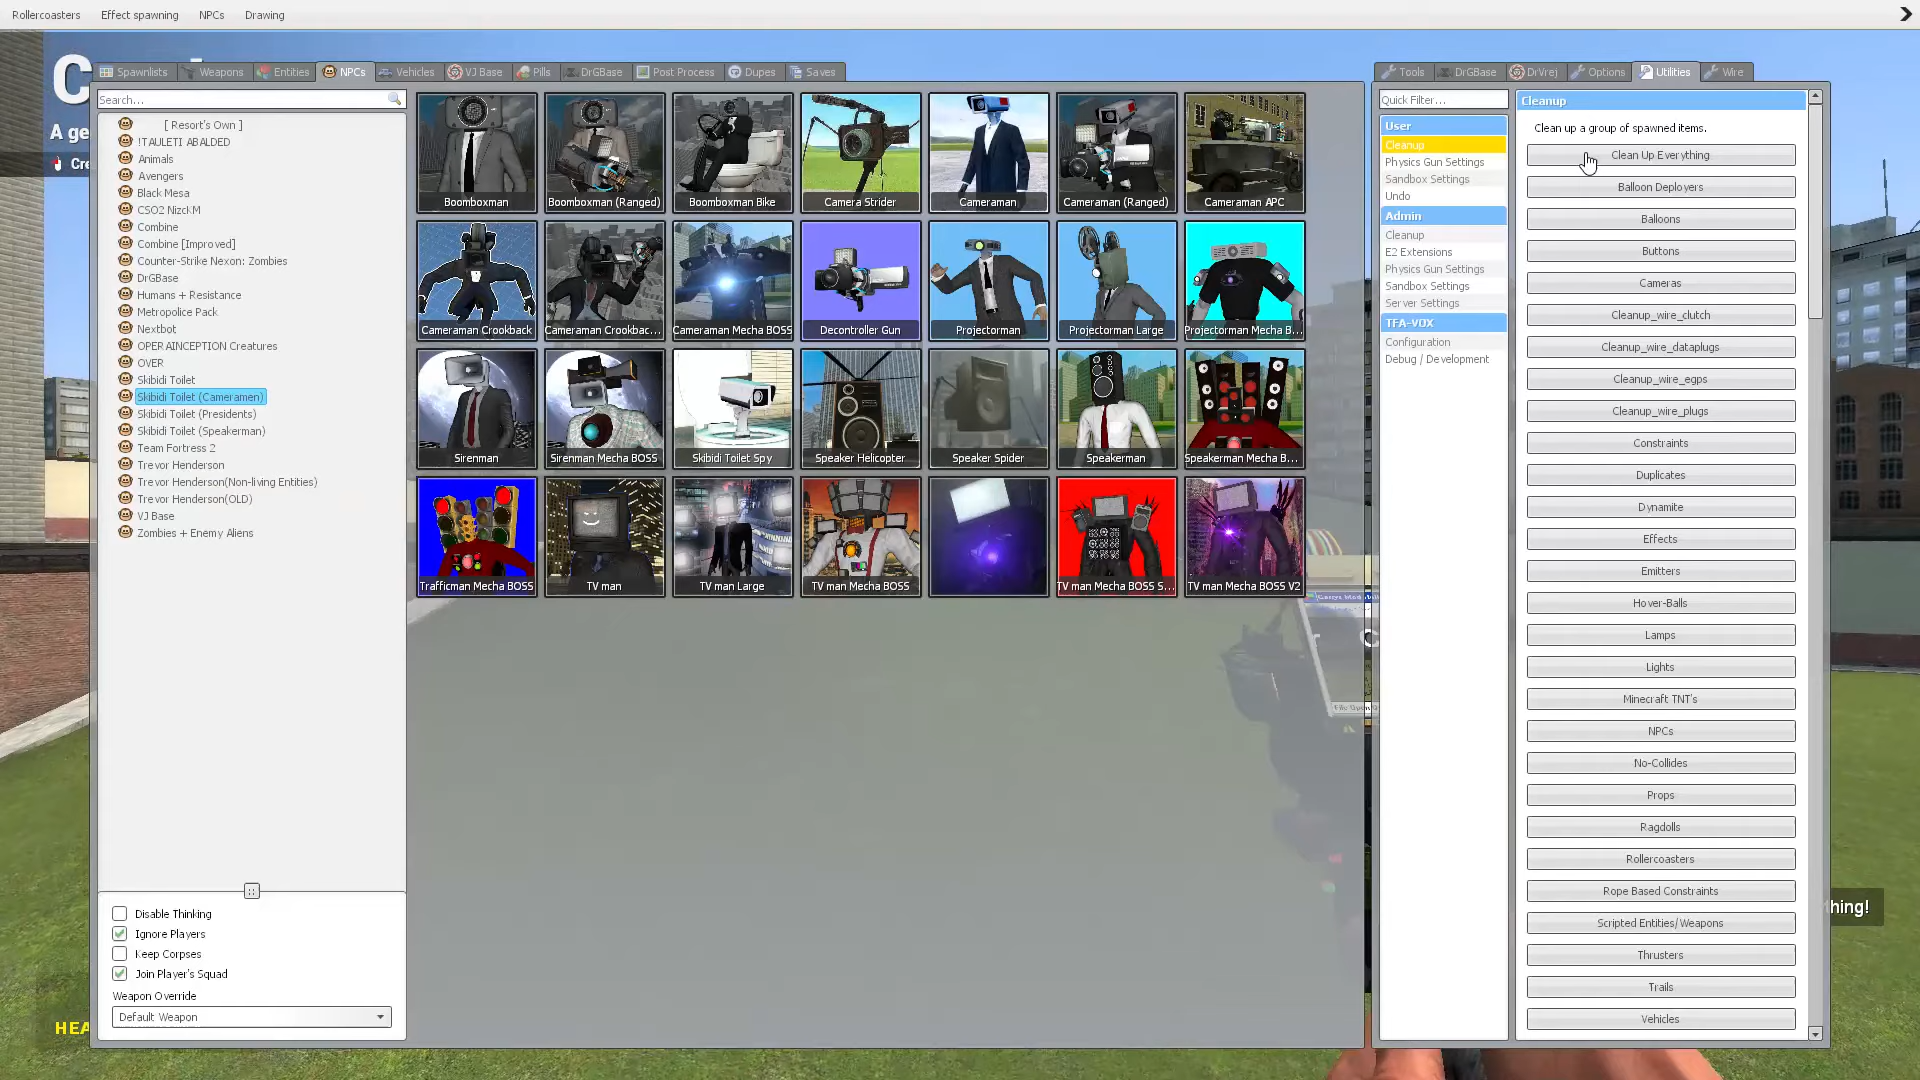 Rollercoasters Effect spawning NPCs Drawing
C
A ge
Cre
Spawnlists Weapons Entities NPCs Vehicles VJ Base Pills DrGBase Post Process Dupes Saves
Search...
[ Resort's Own ]
!TAULETI ABALDED
Animals
Avengers
Black Mesa
CSO2 NizcKM
Combine
Combine [Improved]
Counter-Strike Nexon: Zombies
DrGBase
Humans + Resistance
Metropolice Pack
Nextbot
OPERAINCEPTION Creatures
OVER
Skibidi Toilet
Skibidi Toilet (Cameramen)
Skibidi Toilet (Presidents)
Skibidi Toilet (Speakerman)
Team Fortress 2
Trevor Henderson
Trevor Henderson(Non-living Entities)
Trevor Henderson(OLD)
VJ Base
Zombies + Enemy Aliens
Disable Thinking
Ignore Players
Keep Corpses
Join Player's Squad
Weapon Override
Default Weapon
HEA
Boomboxman Boomboxman (Ranged) Boomboxman Bike Camera Strider Cameraman Cameraman (Ranged) Cameraman APC
Cameraman Crookback Cameraman Crookbac... Cameraman Mecha BOSS Decontroller Gun Projectorman Projectorman Large Projectorman Mecha B...
Sirenman Sirenman Mecha BOSS Skibidi Toilet Spy Speaker Helicopter Speaker Spider Speakerman Speakerman Mecha B...
Trafficman Mecha BOSS TV man TV man Large TV man Mecha BOSS TV man Mecha BOSS S... TV man Mecha BOSS V2
Tools DrGBase DrVrej Options Utilities Wire
Quick Filter...
User
Cleanup
Physics Gun Settings
Sandbox Settings
Undo
Admin
Cleanup
E2 Extensions
Physics Gun Settings
Sandbox Settings
Server Settings
TFA-VOX
Configuration
Debug / Development
Cleanup
Clean up a group of spawned items.
Clean Up Everything
Balloon Deployers
Balloons
Buttons
Cameras
Cleanup_wire_clutch
Cleanup_wire_dataplugs
Cleanup_wire_egps
Cleanup_wire_plugs
Constraints
Duplicates
Dynamite
Effects
Emitters
Hover-Balls
Lamps
Lights
Minecraft TNT's
NPCs
No-Collides
Props
Ragdolls
Rollercoasters
Rope Based Constraints
Scripted Entities/Weapons
Thrusters
Trails
Vehicles
hing!